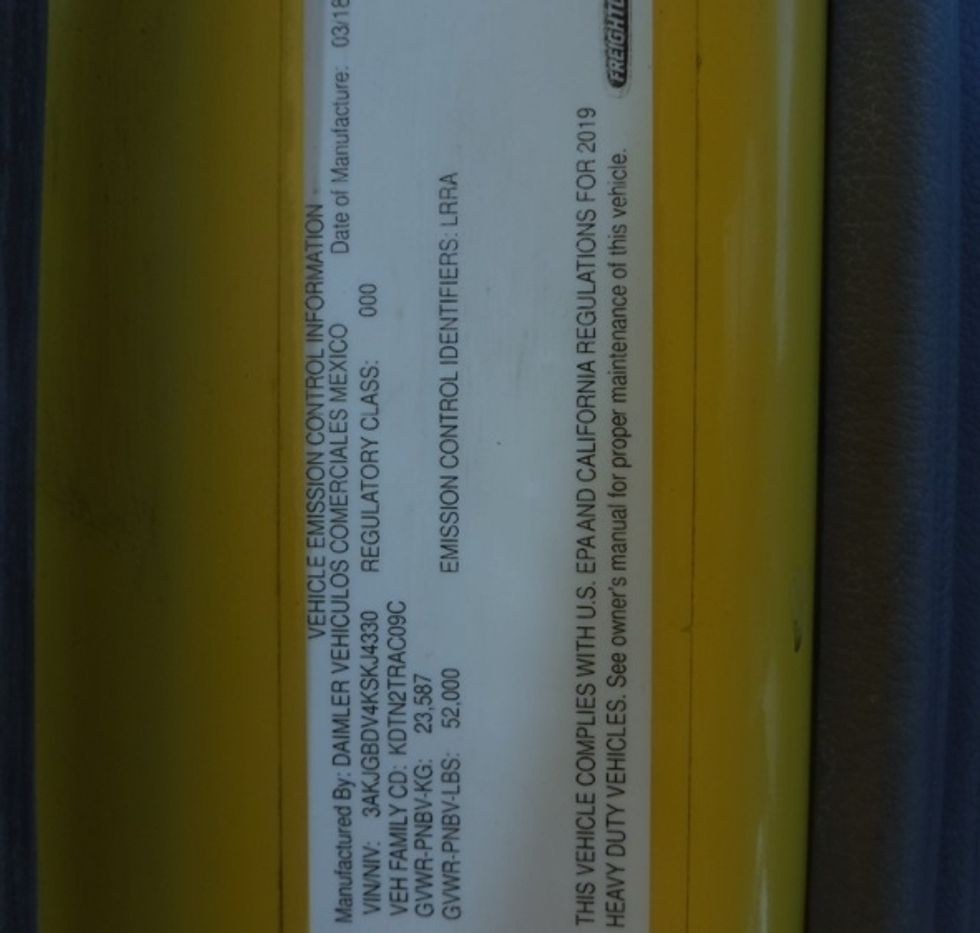 VEHICLE EMISSION CONTROL INFORMATION
Manufactured By: DAIMLER VEHICULOS COMERCIALES MEXICO Date of Manufacture: 03/18
VIN/NIV: 3AKJGBDV4KSKJ4330 REGULATORY CLASS: 000
VEH FAMILY CD: KDTN2TRAC09C
GVWR-PNBV-KG: 23,587
GVWR-PNBV-LBS: 52,000 EMISSION CONTROL IDENTIFIERS: LRRA
THIS VEHICLE COMPLIES WITH U.S. EPA AND CALIFORNIA REGULATIONS FOR 2019
HEAVY DUTY VEHICLES. See owner's manual for proper maintenance of this vehicle.